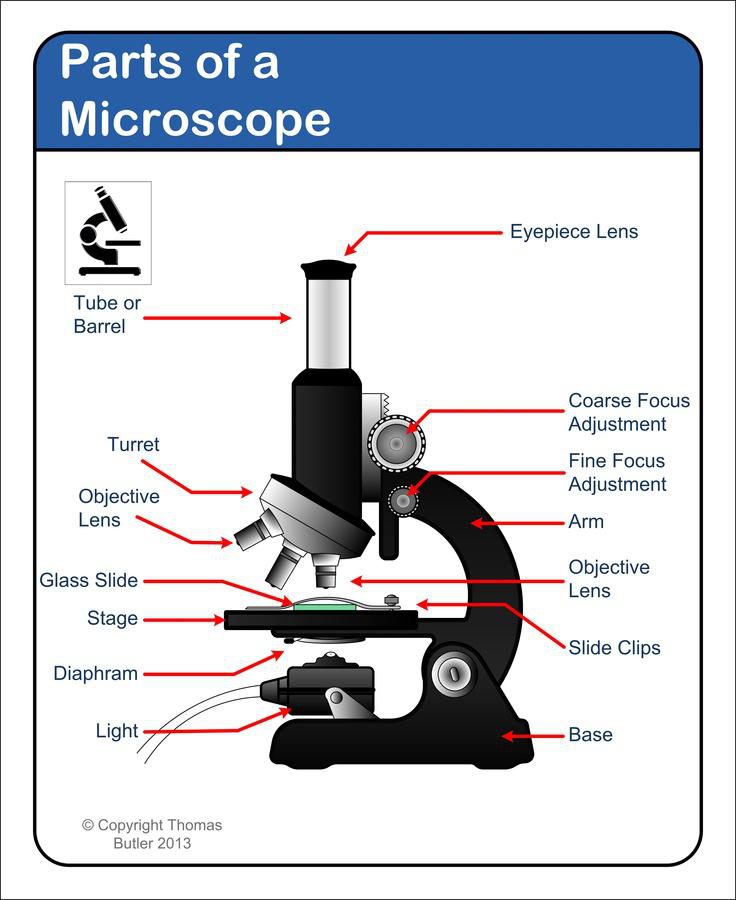 Parts of a
Microscope
Eyepiece Lens
Tube or
Barrel
Coarse Focus
Adjustment
Turret
Fine Focus
Adjustment
Objective
Lens
Arm
Glass Slide
Objective
Lens
Stage
Slide Clips
Diaphram
Light
Base
© Copyright Thomas
Butler 2013